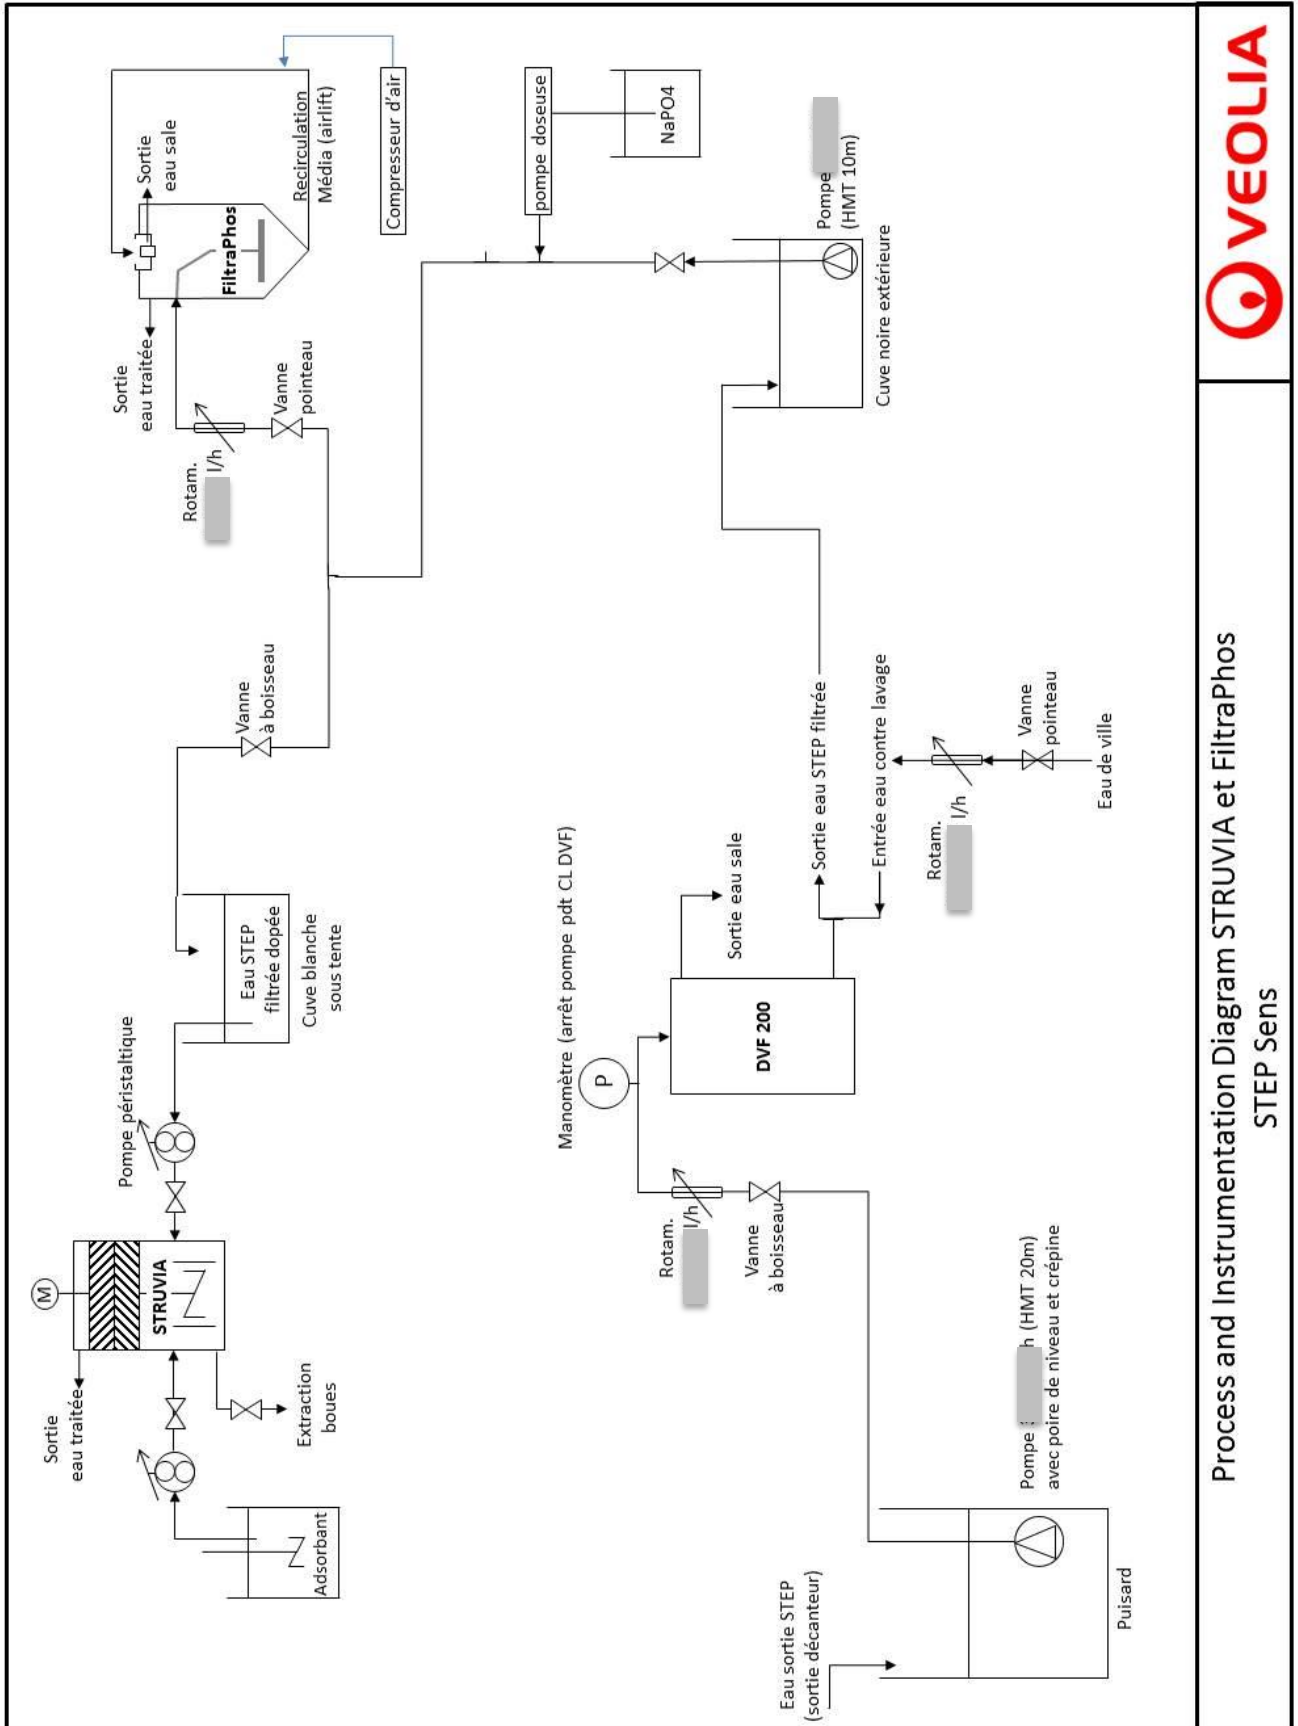 Sortie
eau traitée
M
STRUVIA
Pompe péristaltique
Adsorbant
Extraction
boues
Eau STEP
filtrée dopée
Cuve blanche
sous tente
Vanne
à boisseau
Rotam.
l/h
Vanne
pointeau
Sortie
eau traitée
Sortie
eau sale
FiltraPhos
Recirculation
Média (airlift)
Compresseur d'air
pompe doseuse
NaPO4
Eau sortie STEP
(sortie décanteur)
Puisard
Pompe h (HMT 20m)
avec poire de niveau et crépine
Rotam.
l/h
Vanne
à boisseau
Manomètre (arrêt pompe pdt CL DVF)
P
DVF 200
Sortie eau sale
Sortie eau STEP filtrée
Entrée eau contre lavage
Rotam.
l/h
Vanne
pointeau
Eau de ville
Cuve noire extérieure
Pompe
(HMT 10m)
Process and Instrumentation Diagram STRUVIA et FiltraPhos
STEP Sens
VEOLIA